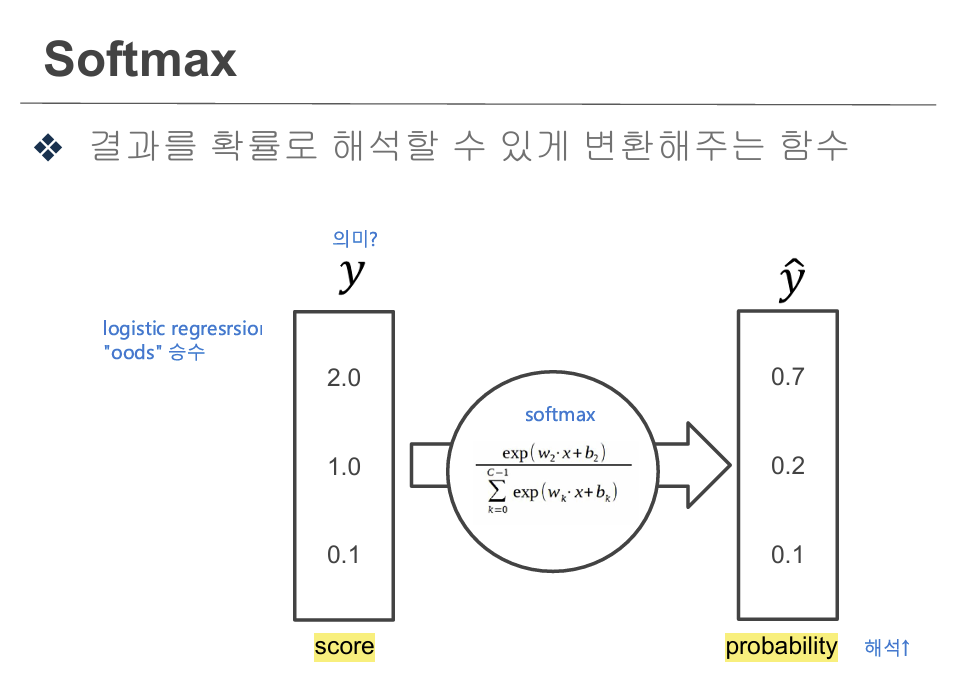 Softmax
❖ 결과를 확률로 해석할 수 있게 변환해주는 함수
의미?
y
ŷ
logistic regresrsion
"oods" 승수
2.0
1.0
0.1
softmax
exp(w₂·x+b₂)
C−1
∑ exp(wₖ·x+bₖ)
k=0
0.7
0.2
0.1
score
probability
해석↑